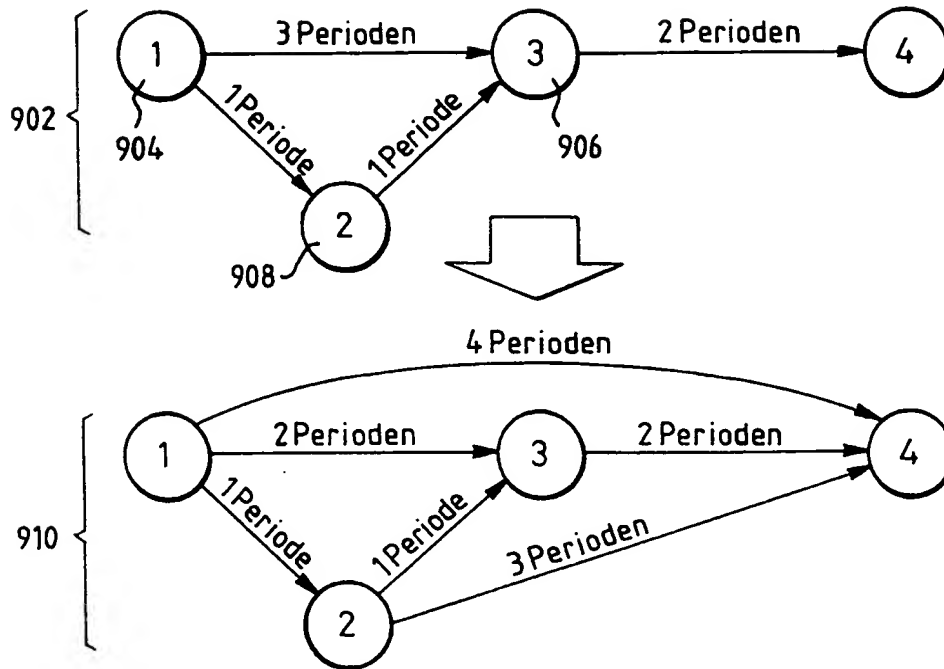 1
3 Perioden
3
2 Perioden
4
902
904
1 Periode
1 Periode
906
2
908
4 Perioden
1
2 Perioden
3
2 Perioden
4
910
1 Periode
1 Periode
3 Perioden
2